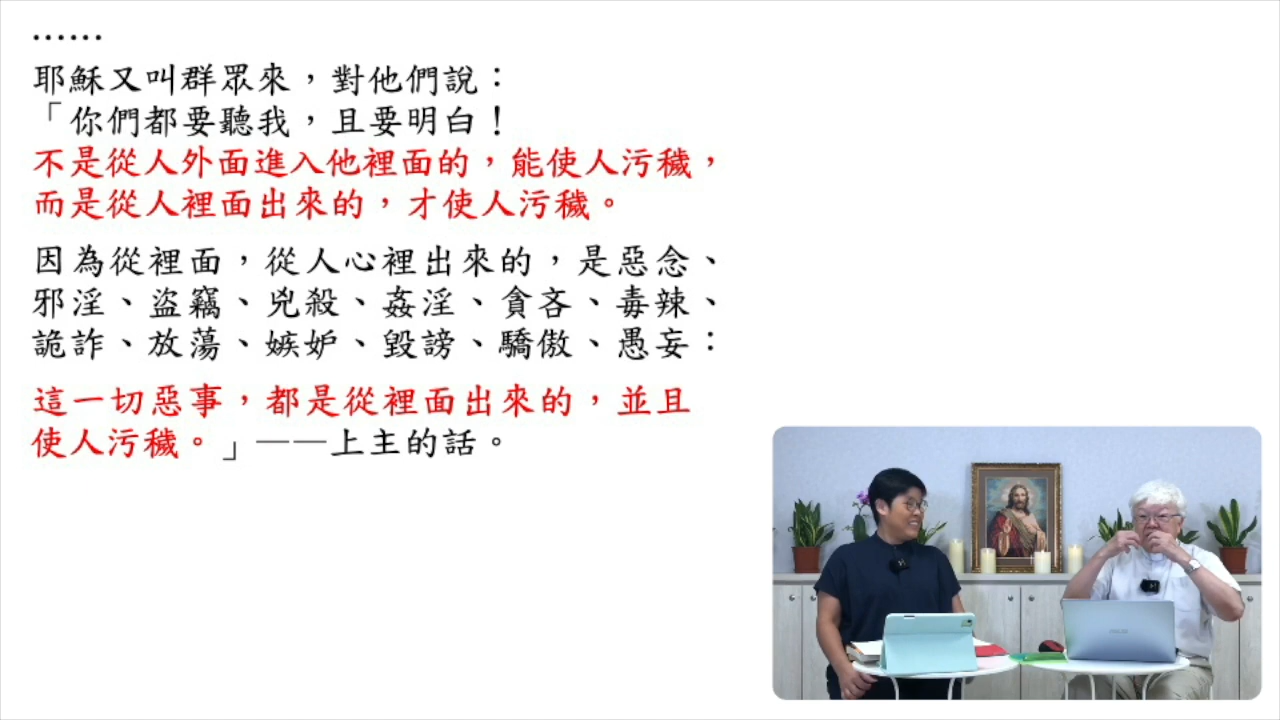 ......
耶穌又叫群眾來，對他們說：
「你們都要聽我，且要明白！
不是從人外面進入他裡面的，能使人污穢，
而是從人裡面出來的，才使人污穢。
因為從裡面，從人心裡出來的，是惡念、
邪淫、盜竊、兇殺、姦淫、貪吝、毒辣、
詭詐、放蕩、嫉妒、毀謗、驕傲、愚妄：
這一切惡事，都是從裡面出來的，並且
使人污穢。」——上主的話。